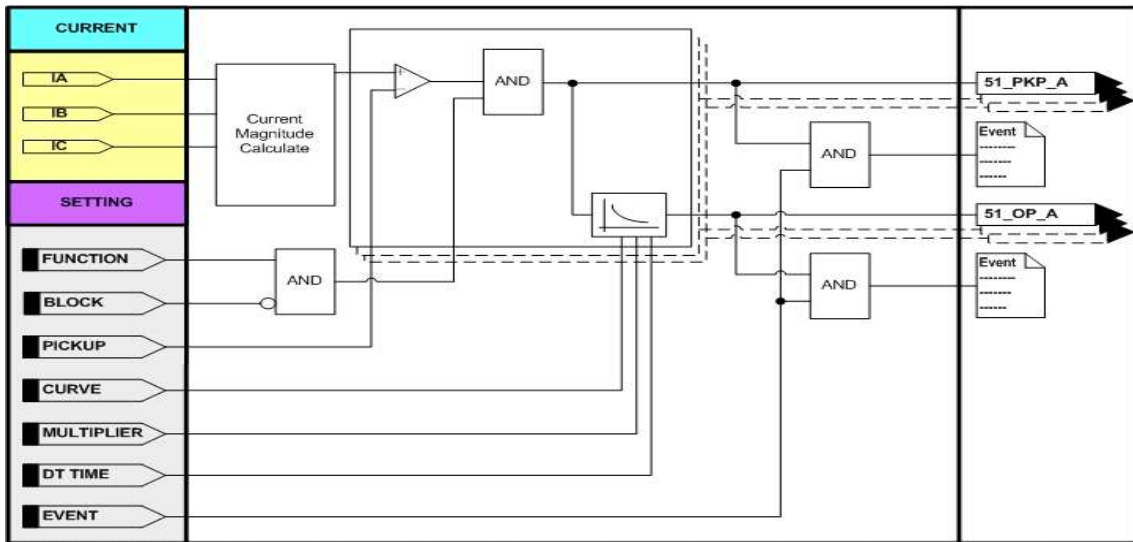 CURRENT
IA
IB
IC
SETTING
FUNCTION
BLOCK
PICKUP
CURVE
MULTIPLIER
DT TIME
EVENT
Current
Magnitude
Calculate
+
-
AND
AND
AND
AND
51_PKP_A
Event
51_OP_A
Event